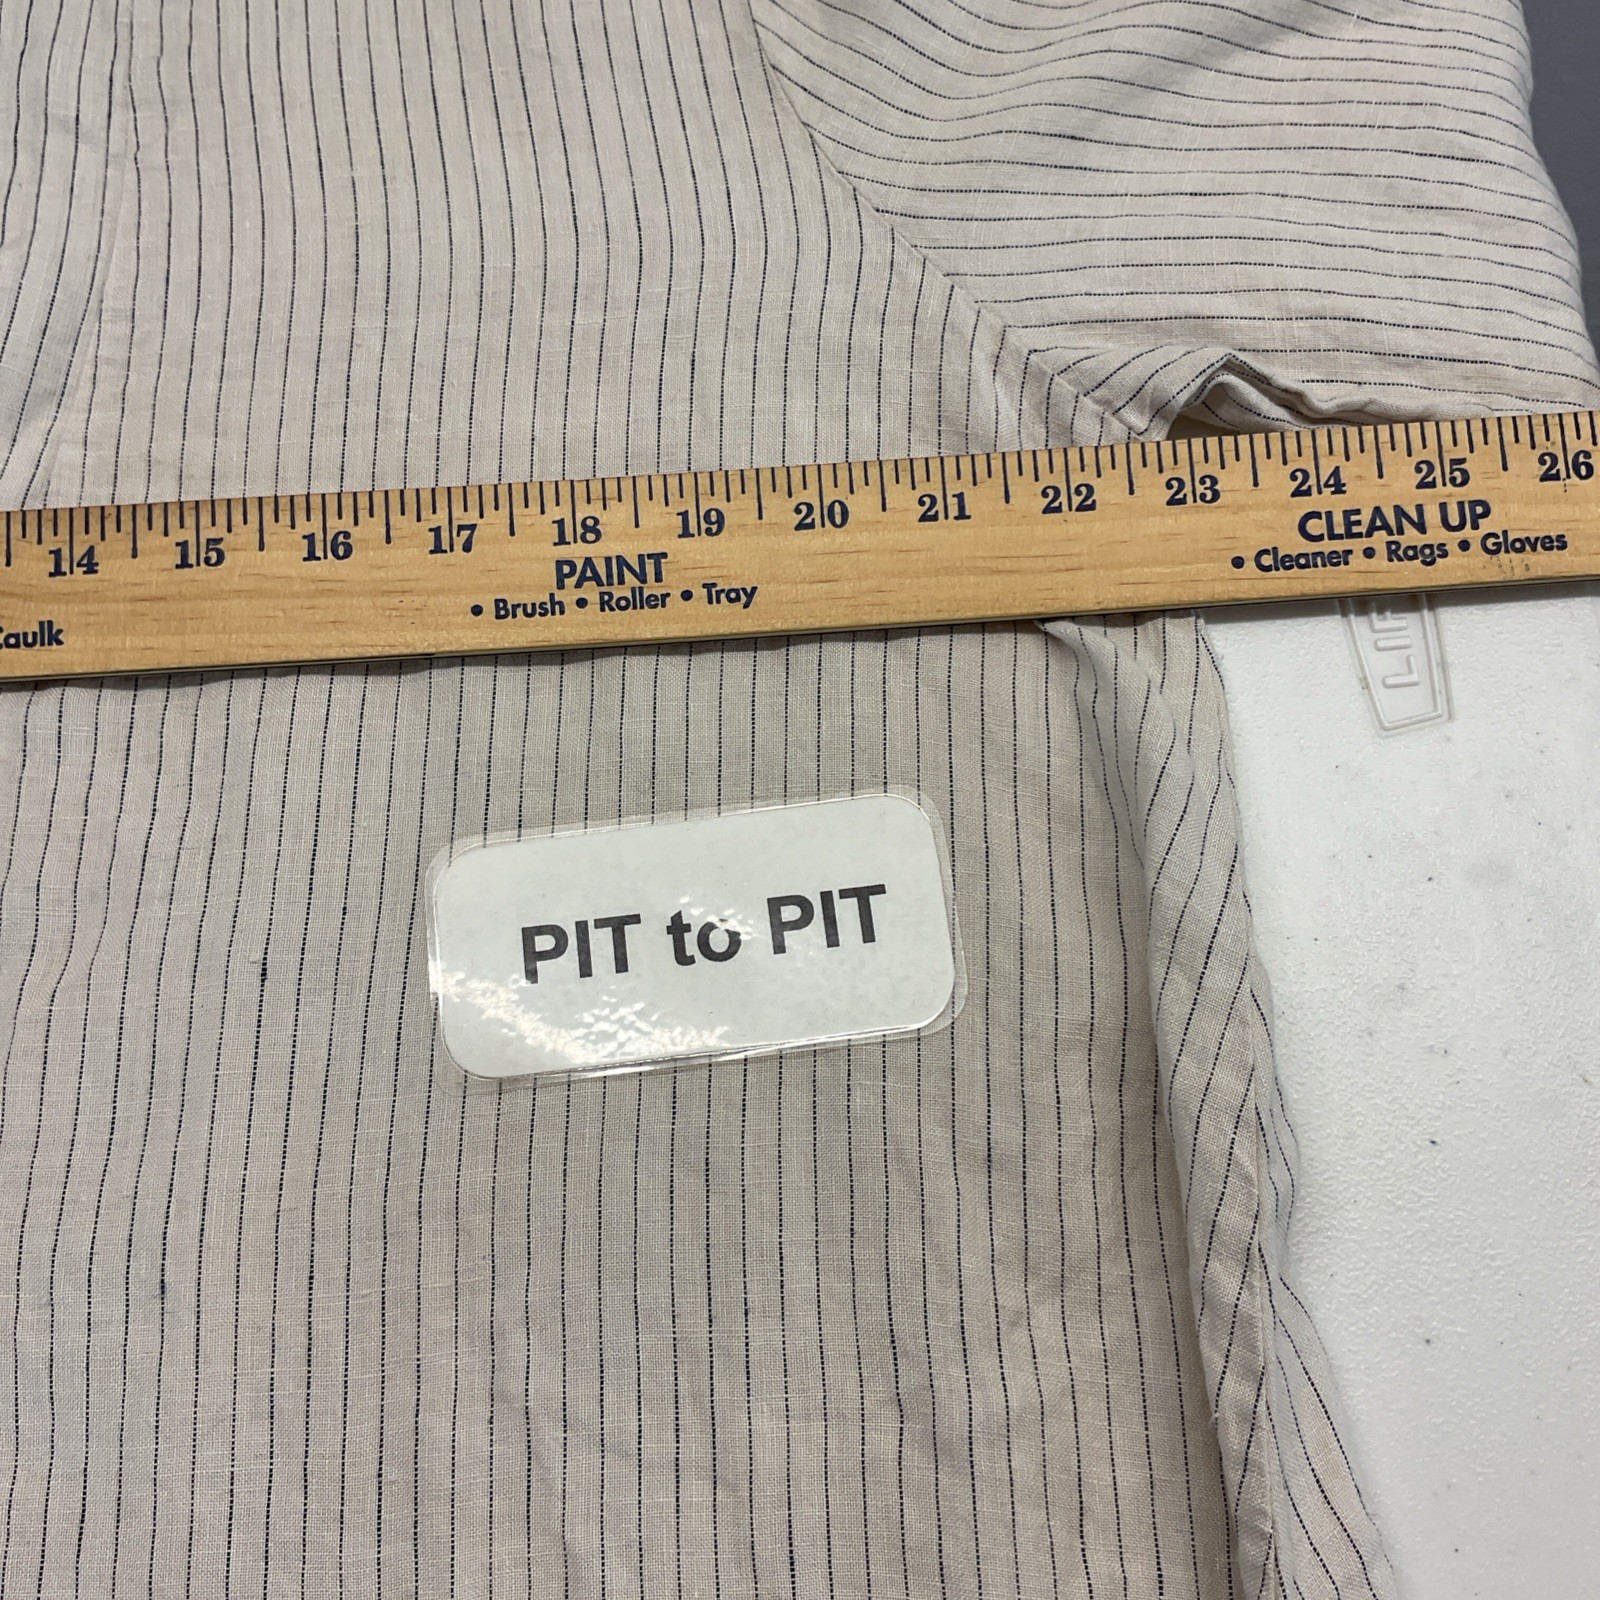 14 15 16 17 18 19 20 21 22 23 24 25 26
PAINT
• Brush • Roller • Tray
CLEAN UP
• Cleaner • Rags • Gloves
Caulk
PIT to PIT